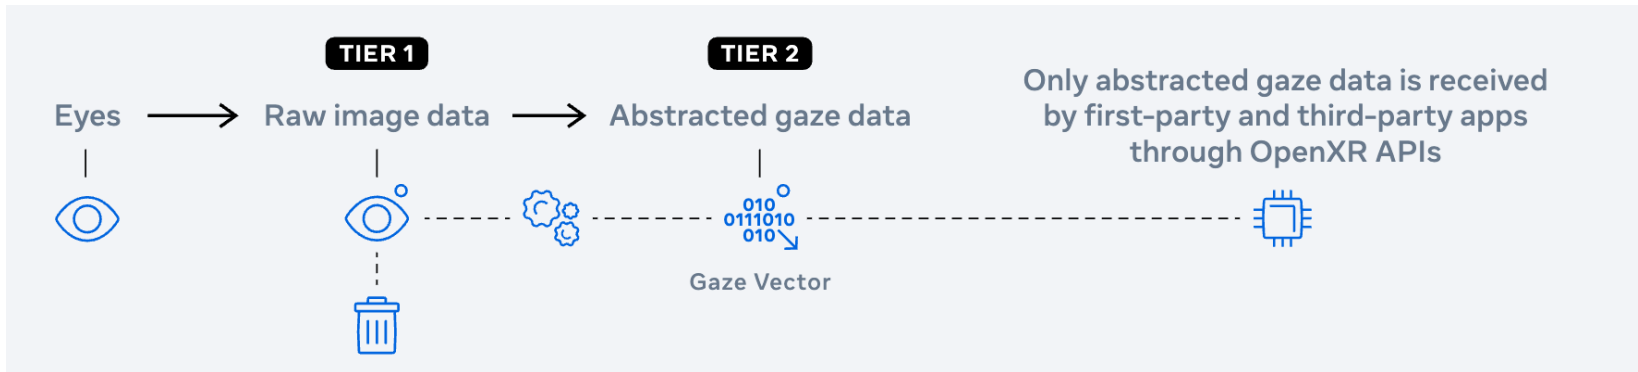 TIER 1
TIER 2
Eyes
Raw image data
Abstracted gaze data
Only abstracted gaze data is received
by first-party and third-party apps
through OpenXR APIs
010
0111010
010
Gaze Vector